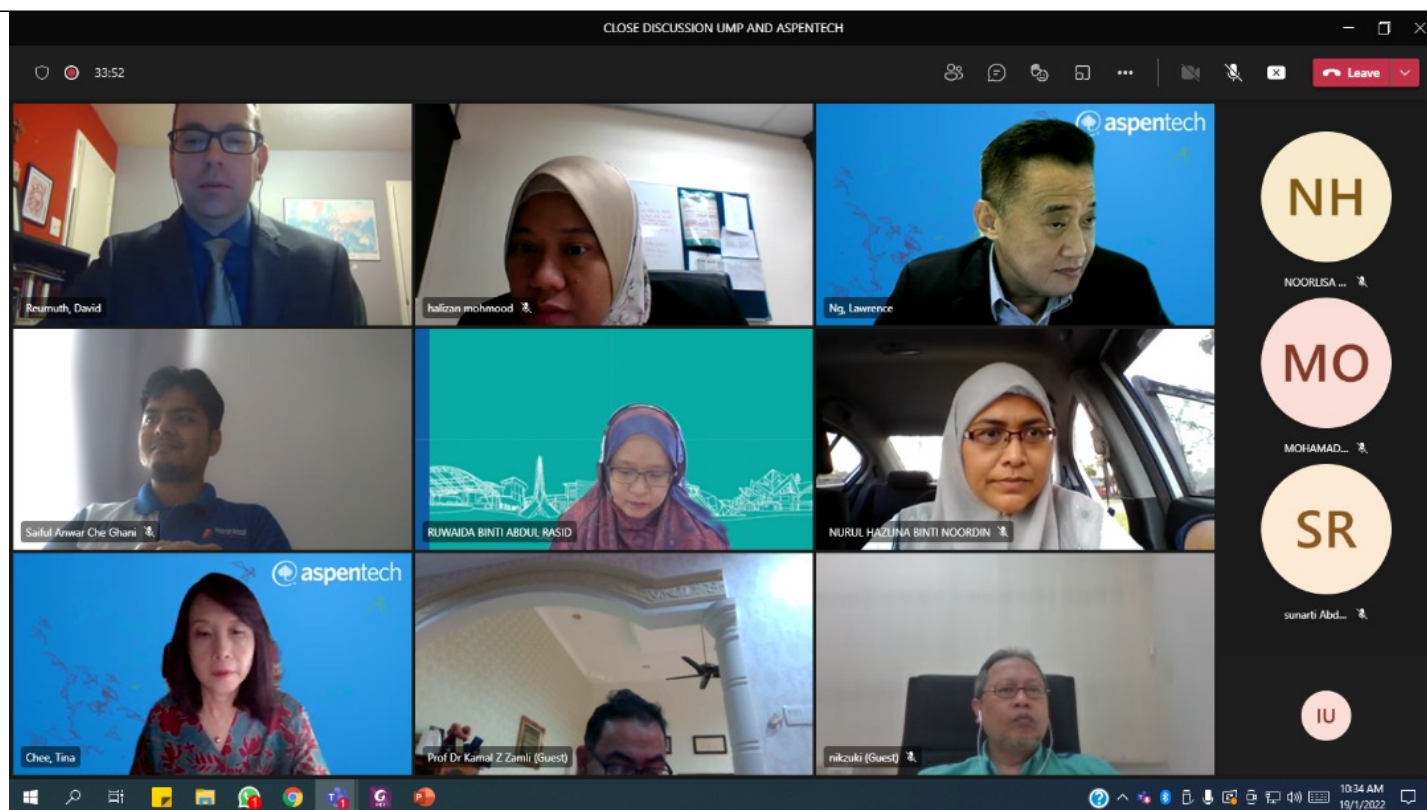 CLOSE DISCUSSION UMP AND ASPENTECH
33:52
Leave
aspentech
Reumuth, David
halizan mohmood
Ng, Lawrence
NH
NOORLISA ...
MO
MOHAMAD...
Saiful Anwar Che Ghani
RUWAIDA BINTI ABDUL RASID
NURUL HAZLINA BINTI NOORDIN
SR
sunarti Abd...
aspentech
Chee, Tina
Prof Dr Kamal Z Zamli (Guest)
nikzuki (Guest)
IU
10:34 AM
19/1/2022